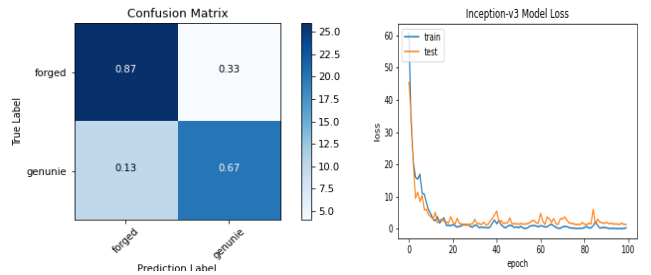 Confusion Matrix
True Label
forged
genunie
0.87 0.33
0.13 0.67
forged genunie
Prediction Label
25.0
22.5
20.0
17.5
15.0
12.5
10.0
7.5
5.0
Inception-v3 Model Loss
train
test
loss
60
50
40
30
20
10
0
0 20 40 60 80 100
epoch